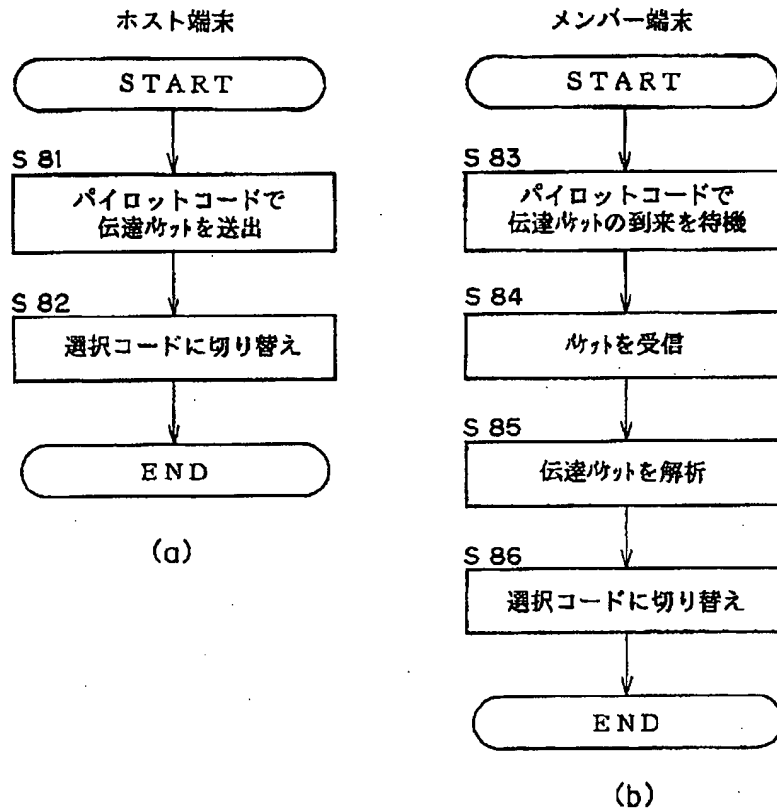 ホスト端末
START
S 81
パイロットコードで
伝達パケットを送出
S 82
選択コードに切り替え
END
(a)
メンバー端末
START
S 83
パイロットコードで
伝達パケットの到来を待機
S 84
パケットを受信
S 85
伝達パケットを解析
S 86
選択コードに切り替え
END
(b)